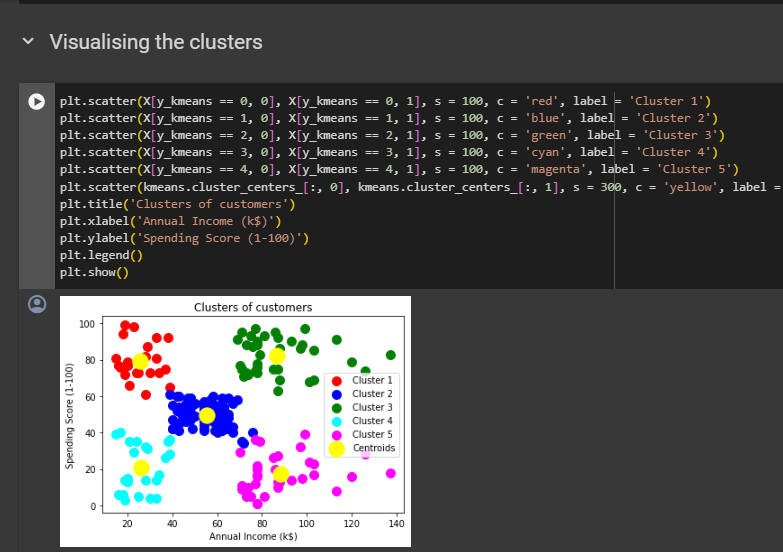 Visualising the clusters
plt.scatter(X[y_kmeans == 0, 0], X[y_kmeans == 0, 1], s = 100, c = 'red', label = 'Cluster 1')
plt.scatter(X[y_kmeans == 1, 0], X[y_kmeans == 1, 1], s = 100, c = 'blue', label = 'Cluster 2')
plt.scatter(X[y_kmeans == 2, 0], X[y_kmeans == 2, 1], s = 100, c = 'green', label = 'Cluster 3')
plt.scatter(X[y_kmeans == 3, 0], X[y_kmeans == 3, 1], s = 100, c = 'cyan', label = 'Cluster 4')
plt.scatter(X[y_kmeans == 4, 0], X[y_kmeans == 4, 1], s = 100, c = 'magenta', label = 'Cluster 5')
plt.scatter(kmeans.cluster_centers_[:, 0], kmeans.cluster_centers_[:, 1], s = 300, c = 'yellow', label =
plt.title('Clusters of customers')
plt.xlabel('Annual Income (k$)')
plt.ylabel('Spending Score (1-100)')
plt.legend()
plt.show()
Clusters of customers
Spending Score (1-100)
100
80
60
40
20
0
Cluster 1
Cluster 2
Cluster 3
Cluster 4
Cluster 5
Centroids
20 40 60 80 100 120 140
Annual Income (k$)